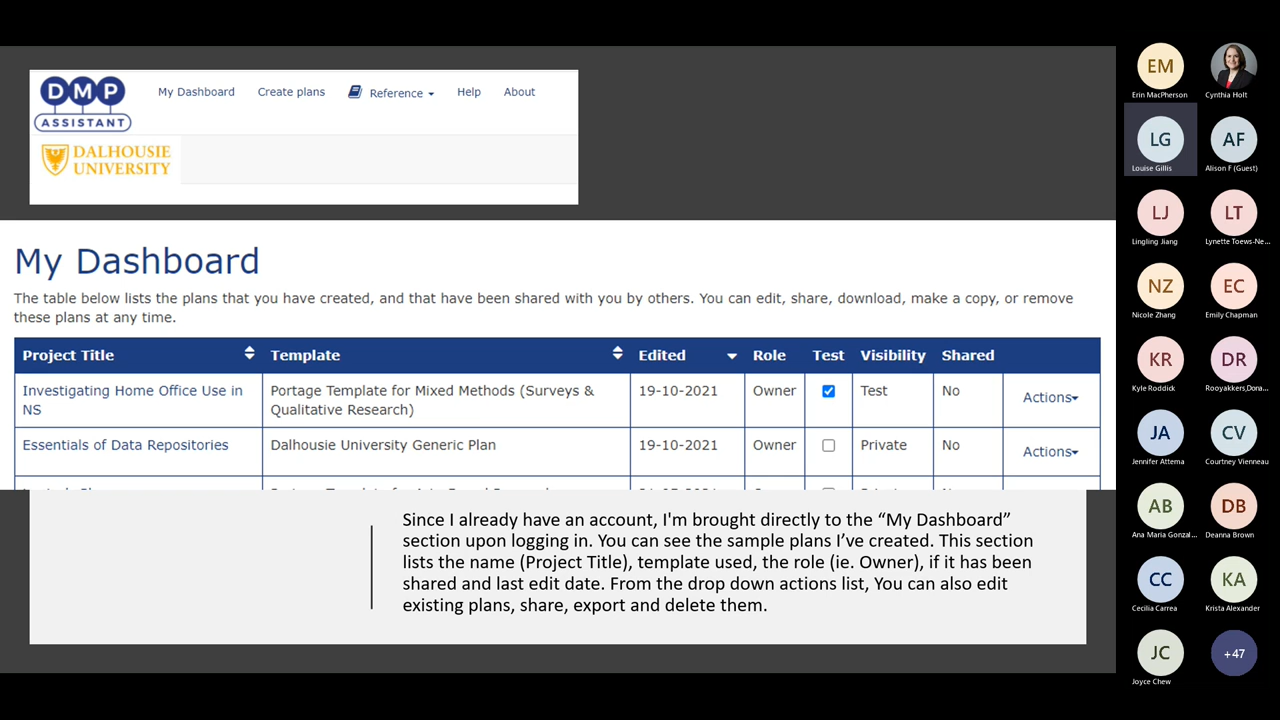 DMP
ASSISTANT
My Dashboard
Create plans
Reference
Help
About
DALHOUSIE
UNIVERSITY
My Dashboard
The table below lists the plans that you have created, and that have been shared with you by others. You can edit, share, download, make a copy, or remove
these plans at any time.
Project Title Template Edited Role Test Visibility Shared
Investigating Home Office Use in
NS
Portage Template for Mixed Methods (Surveys &
Qualitative Research)
19-10-2021 Owner Test No Actions
Essentials of Data Repositories Dalhousie University Generic Plan 19-10-2021 Owner Private No Actions
Since I already have an account, I'm brought directly to the “My Dashboard”
section upon logging in. You can see the sample plans I’ve created. This section
lists the name (Project Title), template used, the role (ie. Owner), if it has been
shared and last edit date. From the drop down actions list, You can also edit
existing plans, share, export and delete them.
EM
Erin MacPherson
Cynthia Holt
LG
Louise Gillis
AF
Alison F (Guest)
LJ
Lingling Jiang
LT
Lynette Toews-Ne...
NZ
Nicole Zhang
EC
Emily Chapman
KR
Kyle Roddick
DR
Rooyakkers,Dona...
JA
Jennifer Attema
CV
Courtney Vienneau
AB
Ana Maria Gonzal...
DB
Deanna Brown
CC
Cecilia Carrea
KA
Krista Alexander
JC
Joyce Chew
+47